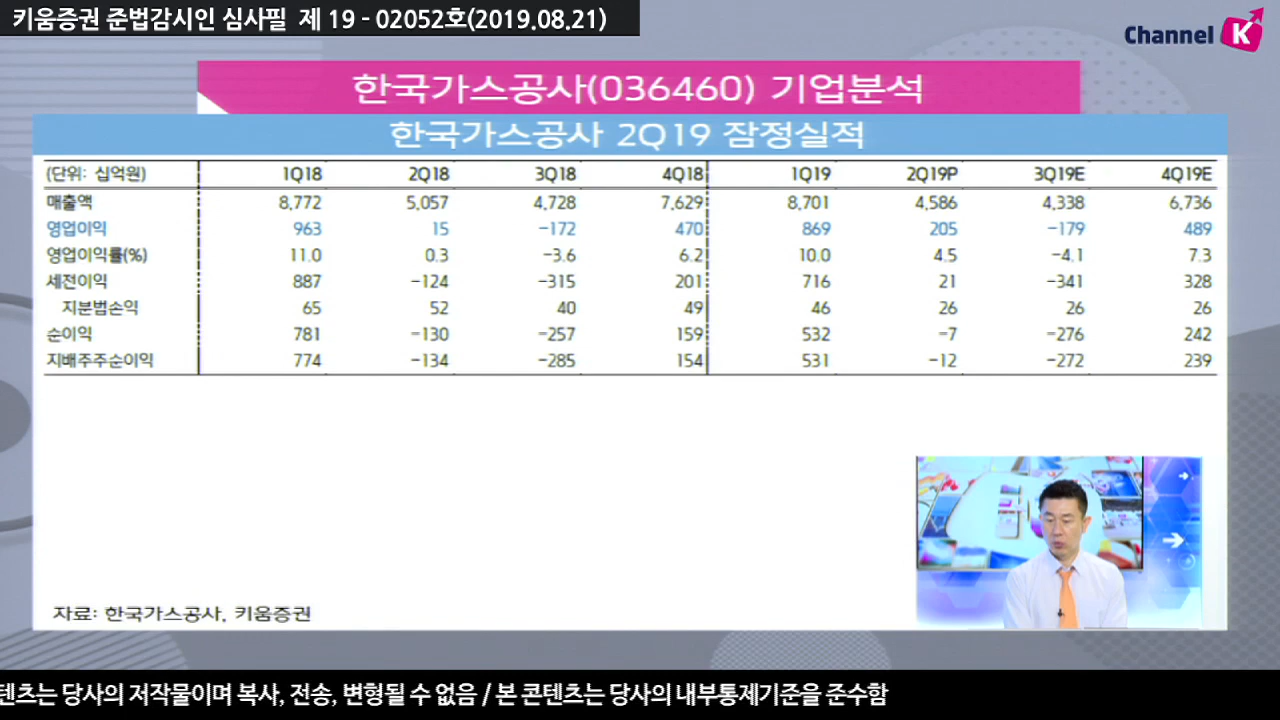 키움증권 준법감시인 심사필 제 19 - 02052호(2019.08.21)
Channel K
한국가스공사(036460) 기업분석
한국가스공사 2Q19 잠정실적
(단위: 십억원) 1Q18 2Q18 3Q18 4Q18 1Q19 2Q19P 3Q19E 4Q19E
매출액 8,772 5,057 4,728 7,629 8,701 4,586 4,338 6,736
영업이익 963 15 -172 470 869 205 -179 489
영업이익률(%) 11.0 0.3 -3.6 6.2 10.0 4.5 -4.1 7.3
세전이익 887 -124 -315 201 716 21 -341 328
지분범손익 65 52 40 49 46 26 26 26
순이익 781 -130 -257 159 532 -7 -276 242
지배주주순이익 774 -134 -285 154 531 -12 -272 239
자료: 한국가스공사, 키움증권
텐츠는 당사의 저작물이며 복사, 전송, 변형될 수 없음 / 본 콘텐츠는 당사의 내부통제기준을 준수함